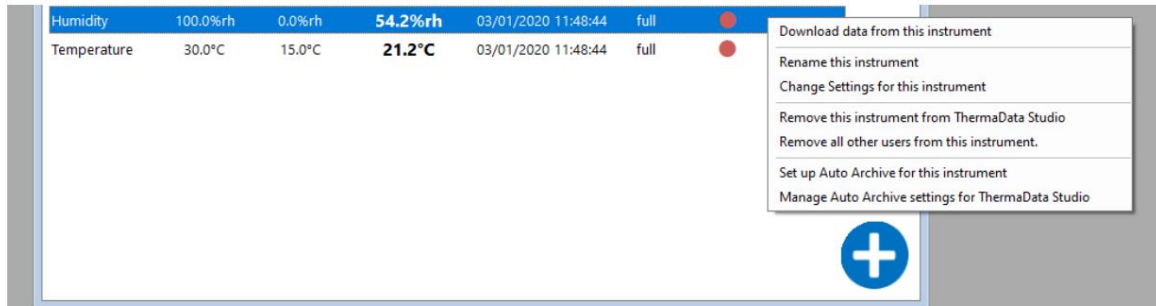 Humidity 100.0%rh 0.0%rh 54.2%rh 03/01/2020 11:48:44 full
Temperature 30.0°C 15.0°C 21.2°C 03/01/2020 11:48:44 full
Download data from this instrument
Rename this instrument
Change Settings for this instrument
Remove this instrument from ThermaData Studio
Remove all other users from this instrument.
Set up Auto Archive for this instrument
Manage Auto Archive settings for ThermaData Studio